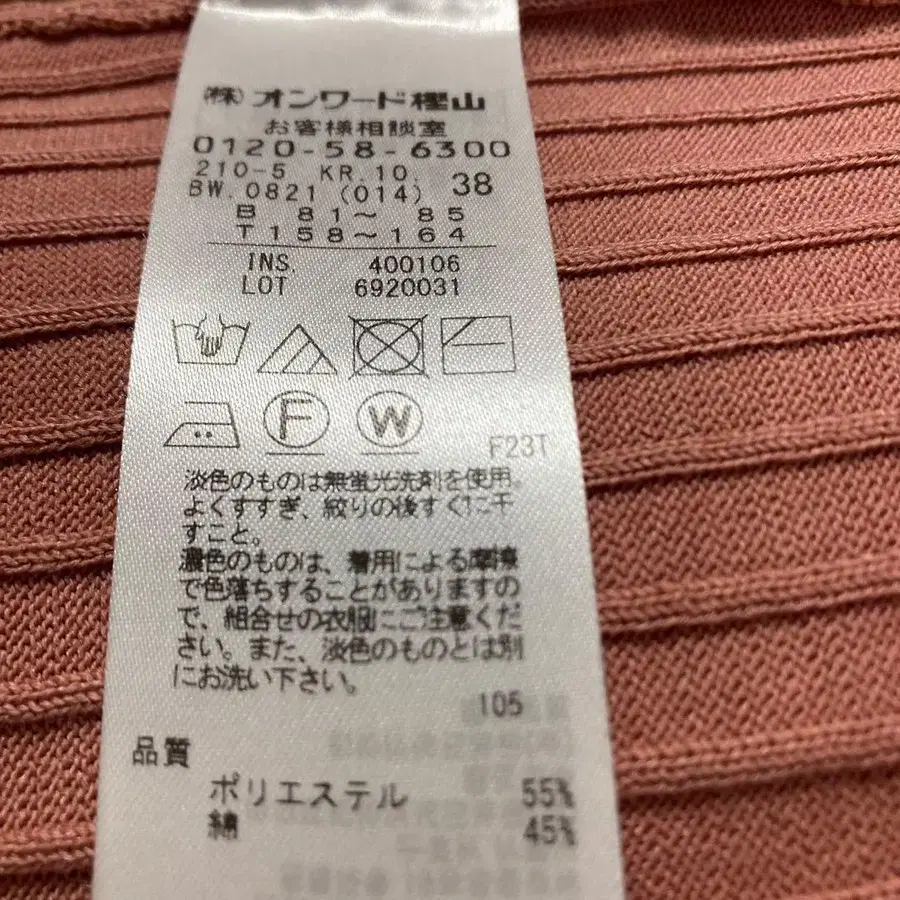 (株)オンワード樫山
お客様相談室
0120-58-6300
210-5 KR.10.
BW.0821 (014) 38
B 81～ 85
T 158～164
INS. 400106
LOT 6920031
F
W
F23T
淡色のものは無蛍光洗剤を使用。
よくすすぎ、絞りの後すぐに干
すこと。
濃色のものは、着用による摩擦
で色落ちすることがありますの
で、組合せの衣服にご注意くだ
さい。また、淡色のものとは別
にお洗い下さい。
105
品質
ポリエステル 55%
綿 45%